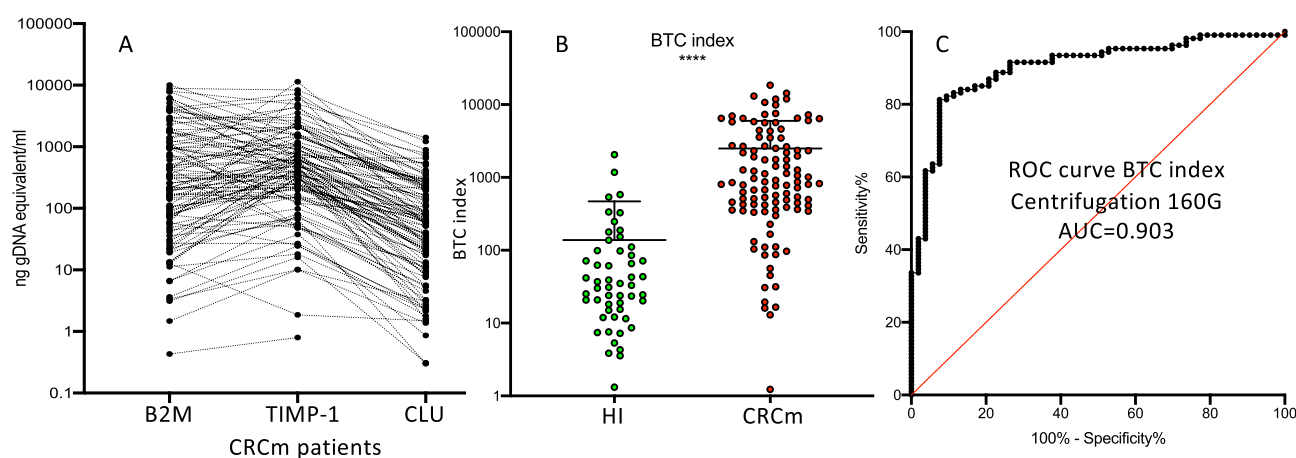 A
100000
10000
1000
100
10
1
0.1
ng gDNA equivalent/ml
B2M TIMP-1 CLU
CRCm patients
B
BTC index
****
100000
10000
1000
100
10
1
BTC index
HI CRCm
C
100
80
60
40
20
0
Sensitivity%
ROC curve BTC index
Centrifugation 160G
AUC=0.903
0 20 40 60 80 100
100% - Specificity%